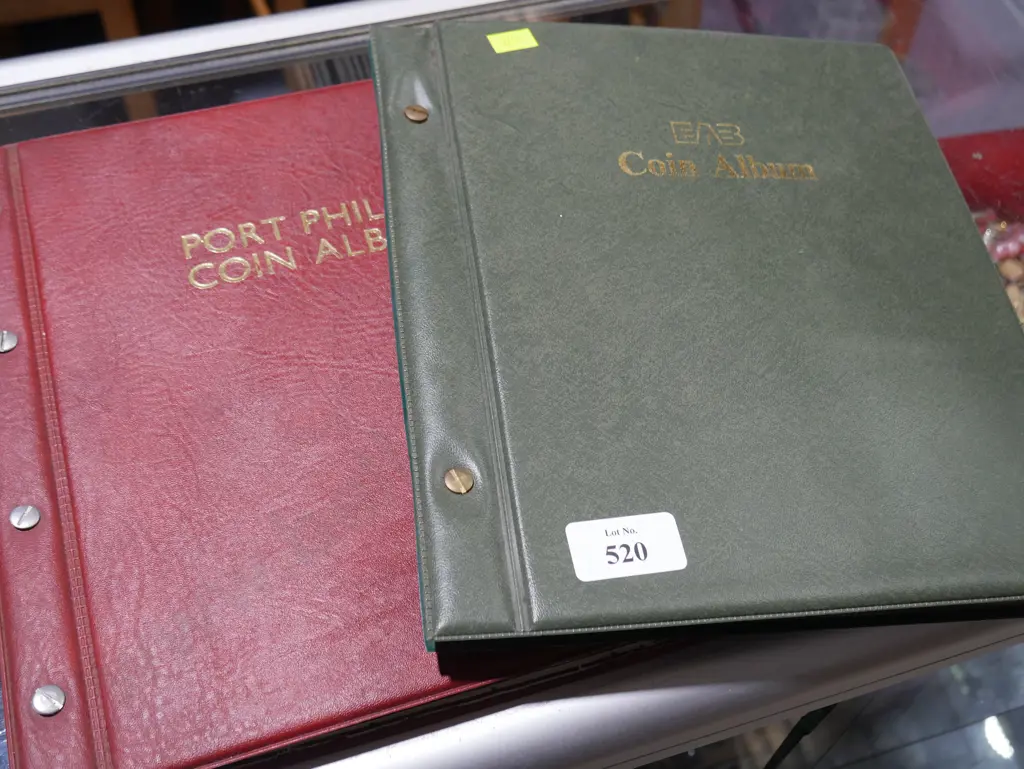 PORT PHIL
COIN ALB
EAB
Coin Album
Lot No.
520